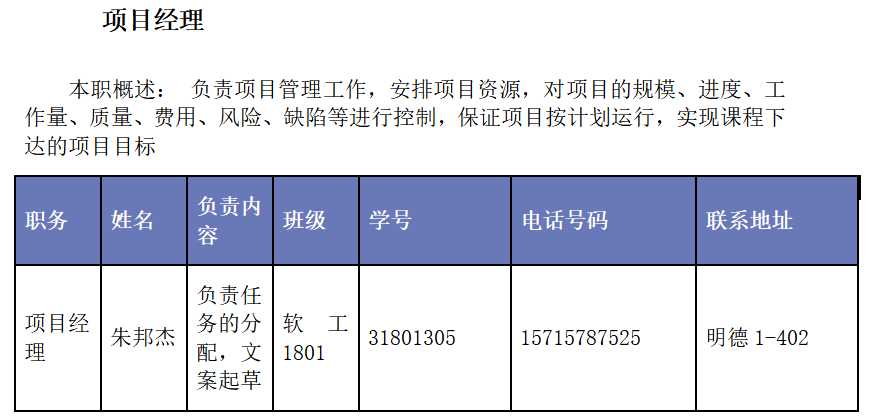 项目经理
本职概述： 负责项目管理工作，安排项目资源，对项目的规模、进度、工
作量、质量、费用、风险、缺陷等进行控制，保证项目按计划运行，实现课程下
达的项目目标
职务 姓名 负责内容 班级 学号 电话号码 联系地址
项目经理 朱邦杰 负责任务的分配，文案起草 软 工 1801 31801305 15715787525 明德 1-402